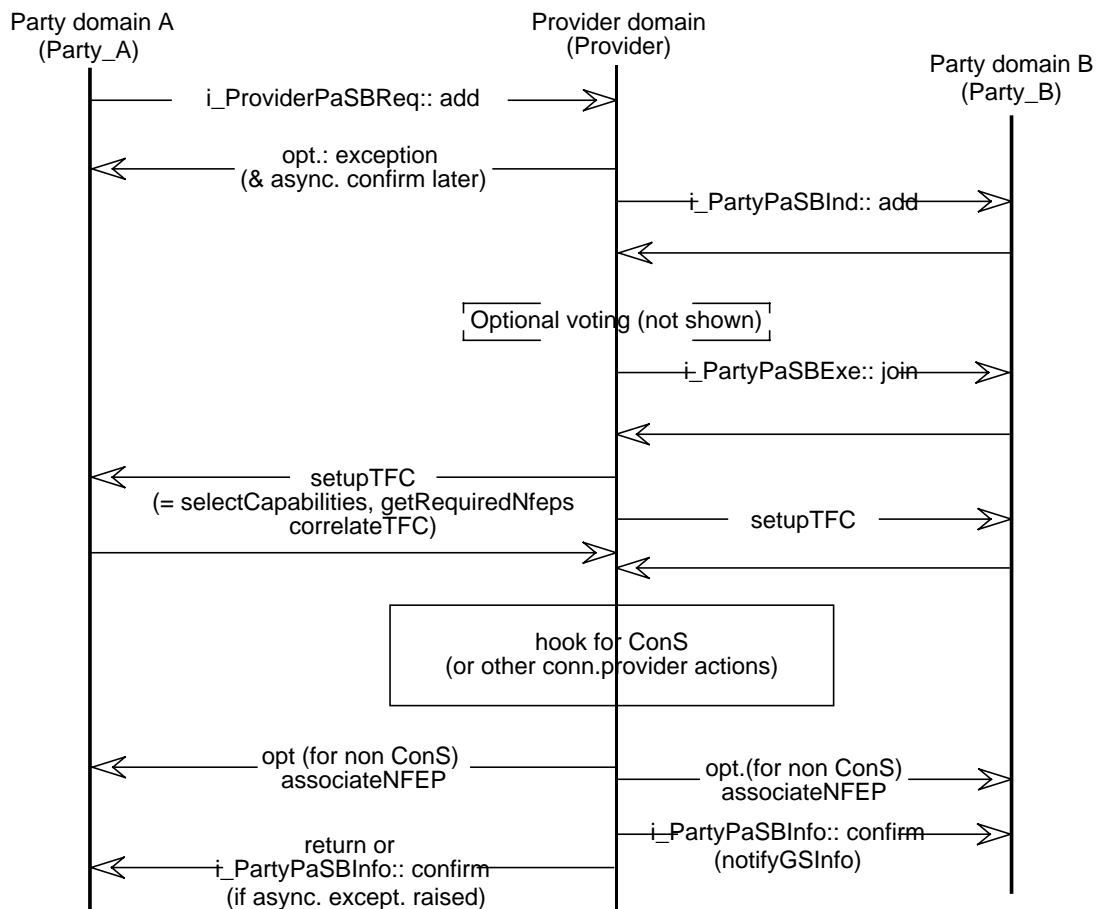 Party domain A
(Party_A)
Provider domain
(Provider)
Party domain B
(Party_B)
i_ProviderPaSBReq:: add
opt.: exception
(& async. confirm later)
i_PartyPaSBInd:: add
Optional voting (not shown)
i_PartyPaSBExe:: join
setupTFC
(= selectCapabilities, getRequiredNfeps
correlateTFC)
setupTFC
hook for ConS
(or other conn.provider actions)
opt (for non ConS)
associateNFEP
opt.(for non ConS)
associateNFEP
i_PartyPaSBInfo:: confirm
(notifyGSInfo)
return or
i_PartyPaSBInfo:: confirm
(if async. except. raised)